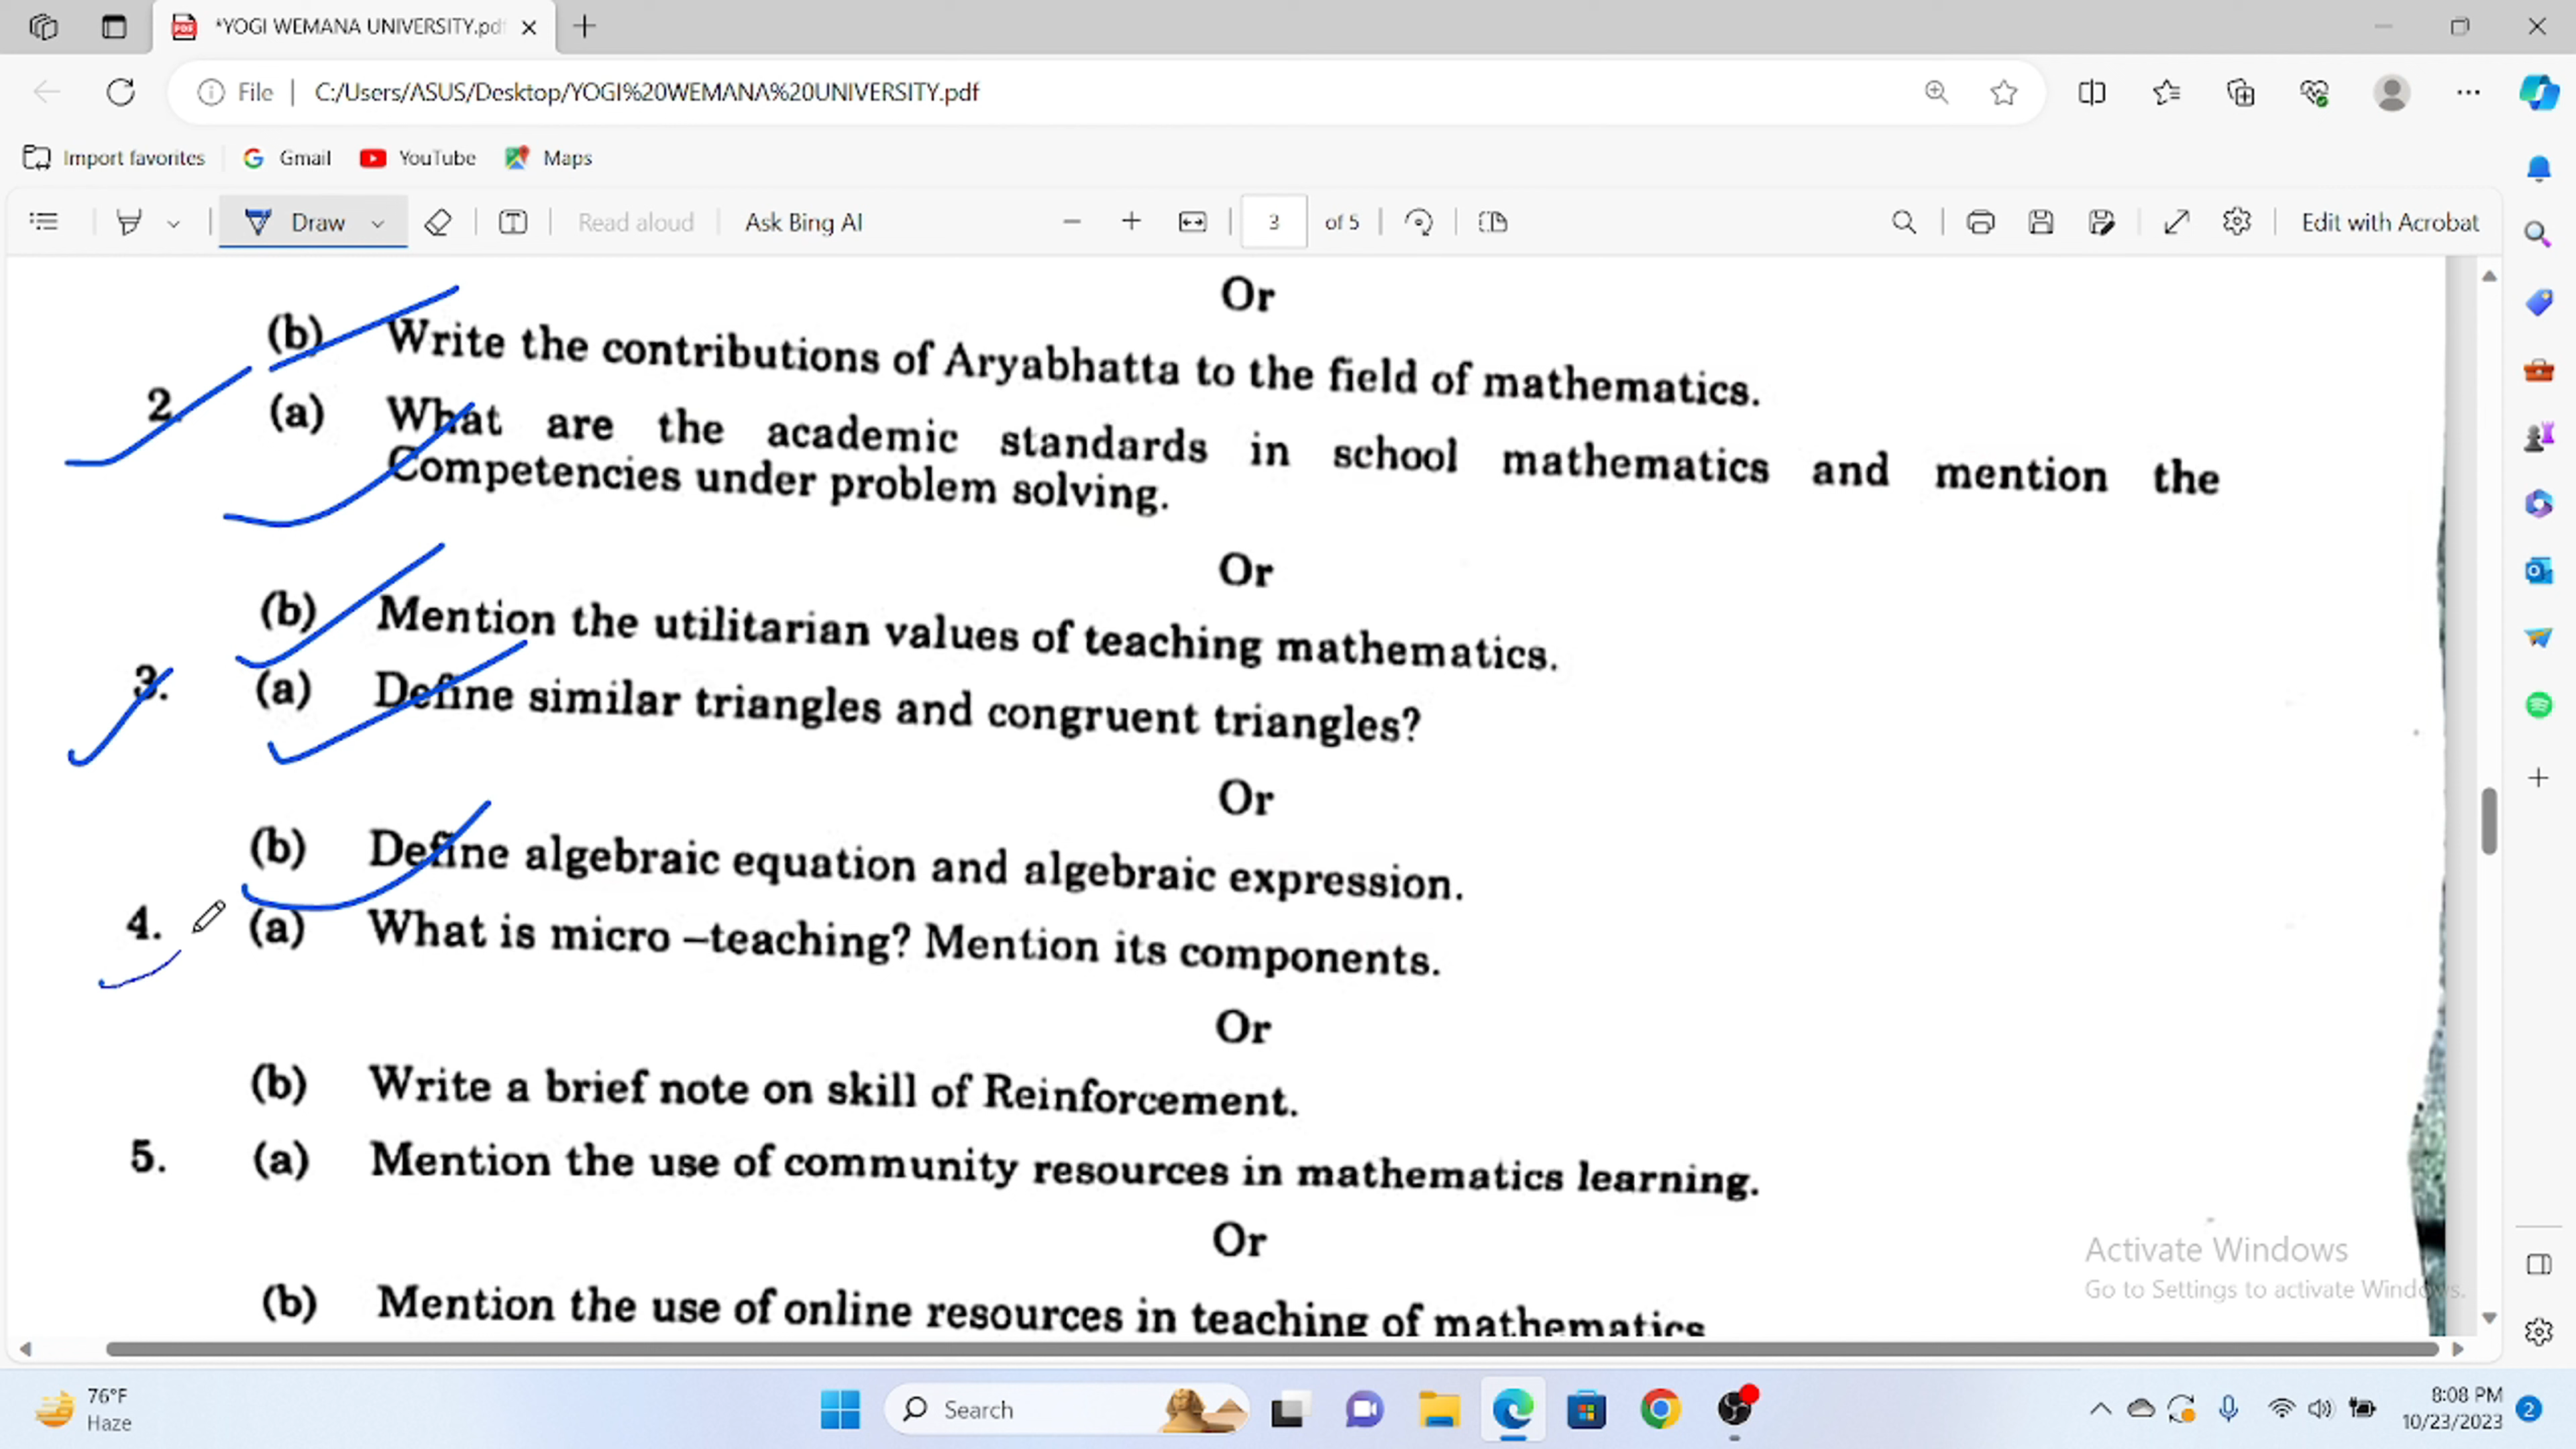 *YOGI WEMANA UNIVERSITY.pdf
File | C:/Users/ASUS/Desktop/YOGI%20WEMANA%20UNIVERSITY.pdf
Import favorites Gmail YouTube Maps
Draw Read aloud Ask Bing AI 3 of 5 Edit with Acrobat
Or
(b) Write the contributions of Aryabhatta to the field of mathematics.
2. (a) What are the academic standards in school mathematics and mention the
Competencies under problem solving.
Or
(b) Mention the utilitarian values of teaching mathematics.
3. (a) Define similar triangles and congruent triangles?
Or
(b) Define algebraic equation and algebraic expression.
4. (a) What is micro –teaching? Mention its components.
Or
(b) Write a brief note on skill of Reinforcement.
5. (a) Mention the use of community resources in mathematics learning.
Or
(b) Mention the use of online resources in teaching of mathematics
Activate Windows
Go to Settings to activate Windows.
76°F
Haze
Search
8:08 PM
10/23/2023
2